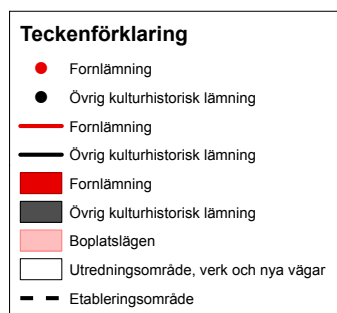 Teckenförklaring
Fornlämning
Övrig kulturhistorisk lämning
Fornlämning
Övrig kulturhistorisk lämning
Fornlämning
Övrig kulturhistorisk lämning
Boplatslägen
Utredningsområde, verk och nya vägar
Etableringsområde